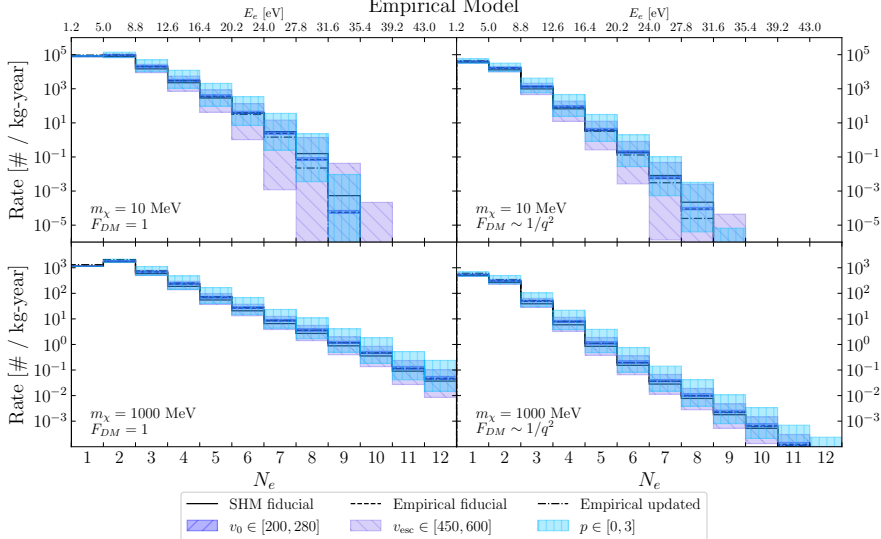 Empirical Model
E_e [eV]
E_e [eV]
1.2 5.0 8.8 12.6 16.4 20.2 24.0 27.8 31.6 35.4 39.2 43.0 1.2 5.0 8.8 12.6 16.4 20.2 24.0 27.8 31.6 35.4 39.2 43.0
Rate [# / kg-year]
10^5
10^3
10^1
10^−1
10^−3
10^−5
m_χ = 10 MeV
F_DM = 1
m_χ = 10 MeV
F_DM ∼ 1/q^2
10^5
10^3
10^1
10^−1
10^−3
10^−5
Rate [# / kg-year]
Rate [# / kg-year]
10^3
10^2
10^1
10^0
10^−1
10^−2
10^−3
m_χ = 1000 MeV
F_DM = 1
m_χ = 1000 MeV
F_DM ∼ 1/q^2
10^3
10^2
10^1
10^0
10^−1
10^−2
10^−3
Rate [# / kg-year]
1 2 3 4 5 6 7 8 9 10 11 12 1 2 3 4 5 6 7 8 9 10 11 12
N_e
N_e
SHM fiducial Empirical fiducial Empirical updated
v_0 ∈ [200, 280] v_esc ∈ [450, 600] p ∈ [0, 3]